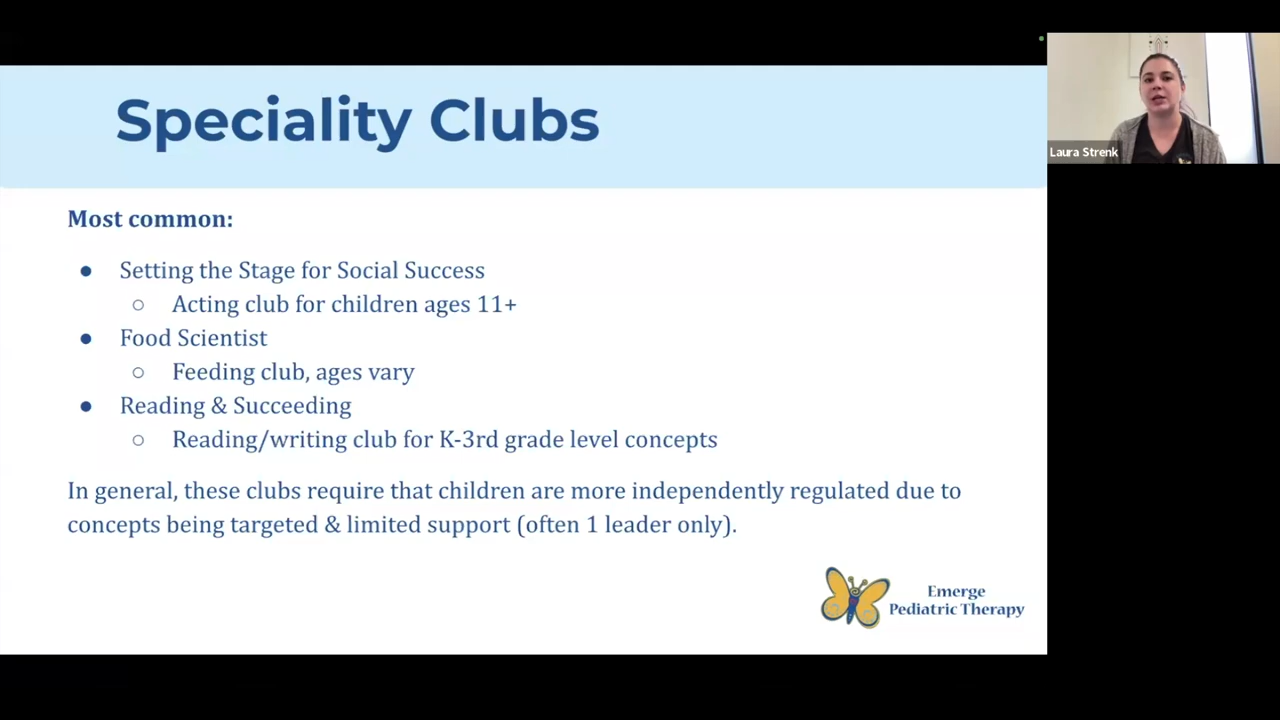 Speciality Clubs
Laura Strenk
Most common:
● Setting the Stage for Social Success
○ Acting club for children ages 11+
● Food Scientist
○ Feeding club, ages vary
● Reading & Succeeding
○ Reading/writing club for K-3rd grade level concepts
In general, these clubs require that children are more independently regulated due to
concepts being targeted & limited support (often 1 leader only).
Emerge
Pediatric Therapy